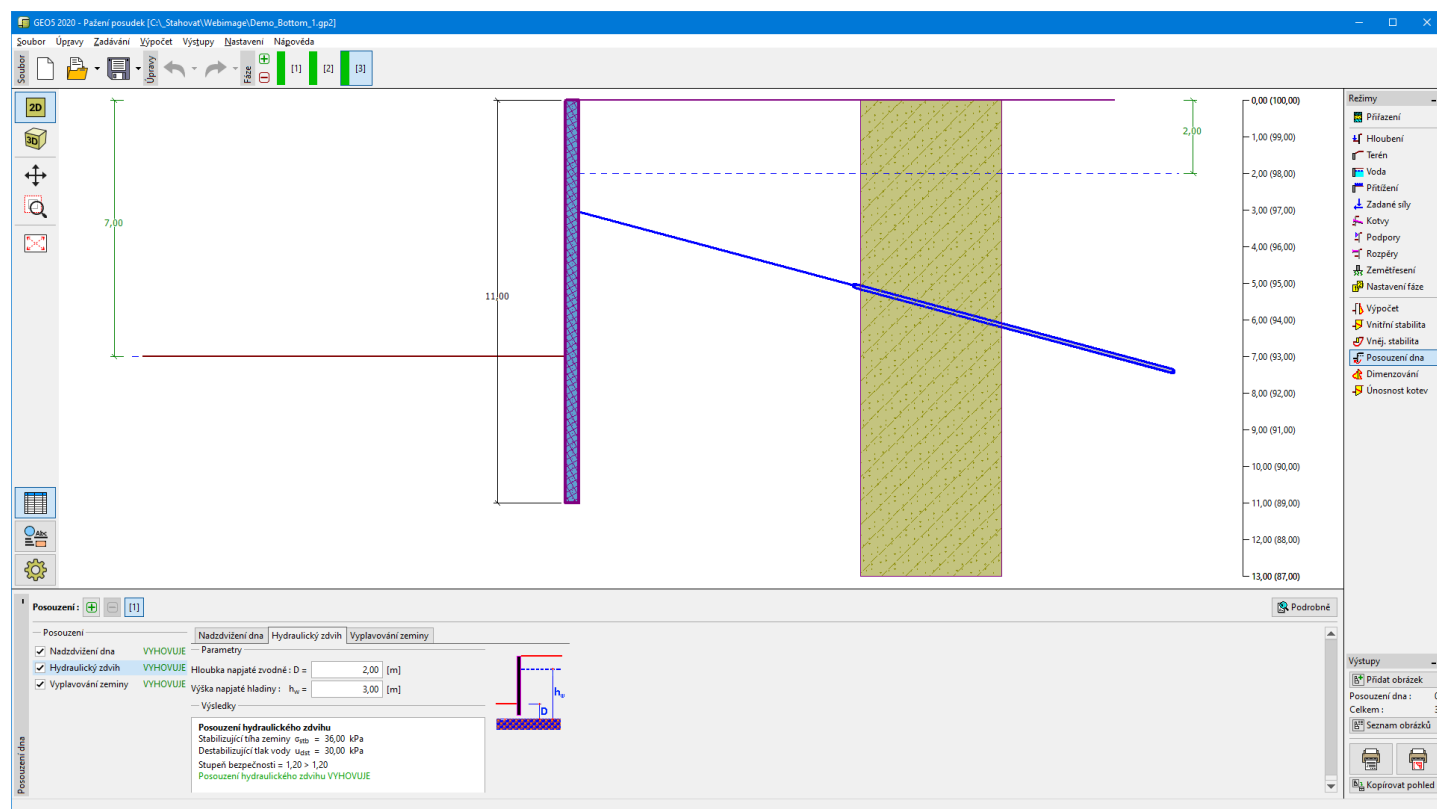 GEO5 2020 - Pažení posudek [C:\_Stahovat\Webimage\Demo_Bottom_1.gp2]
Soubor Úpravy Zadávání Výpočet Výstupy Nastavení Nápověda
Soubor
Úpravy
Fáze
[1] [2] [3]
2D
3D
7,00
11,00
2,00
0,00 (100,00)
1,00 (99,00)
2,00 (98,00)
3,00 (97,00)
4,00 (96,00)
5,00 (95,00)
6,00 (94,00)
7,00 (93,00)
8,00 (92,00)
9,00 (91,00)
10,00 (90,00)
11,00 (89,00)
12,00 (88,00)
13,00 (87,00)
Režimy
Přiřazení
Hloubení
Terén
Voda
Přitížení
Zadané síly
Kotvy
Podpory
Rozpěry
Zemětřesení
Nastavení fáze
Výpočet
Vnitřní stabilita
Vněj. stabilita
Posouzení dna
Dimenzování
Únosnost kotev
Abc
Posouzení dna
Posouzení : [1]
Podrobně
Posouzení
Nadzdvižení dna VYHOVUJE
Hydraulický zdvih VYHOVUJE
Vyplavování zeminy VYHOVUJE
Nadzdvižení dna Hydraulický zdvih Vyplavování zeminy
Parametry
Hloubka napjaté zvodně : D = 2,00 [m]
Výška napjaté hladiny : hw = 3,00 [m]
Výsledky
Posouzení hydraulického zdvihu
Stabilizující tíha zeminy σstb = 36,00 kPa
Destabilizující tlak vody udst = 30,00 kPa
Stupeň bezpečnosti = 1,20 > 1,20
Posouzení hydraulického zdvihu VYHOVUJE
hw
D
Výstupy
Přidat obrázek
Posouzení dna :
Celkem :
Seznam obrázků
Kopírovat pohled